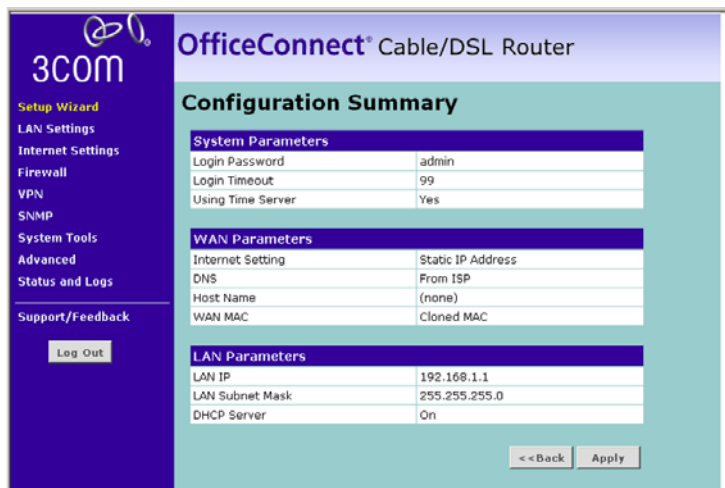 3COM
OfficeConnect® Cable/DSL Router
Setup Wizard
LAN Settings
Internet Settings
Firewall
VPN
SNMP
System Tools
Advanced
Status and Logs
Support/Feedback
Log Out
Configuration Summary
System Parameters
Login Password admin
Login Timeout 99
Using Time Server Yes
WAN Parameters
Internet Setting Static IP Address
DNS From ISP
Host Name (none)
WAN MAC Cloned MAC
LAN Parameters
LAN IP 192.168.1.1
LAN Subnet Mask 255.255.255.0
DHCP Server On
<<Back Apply